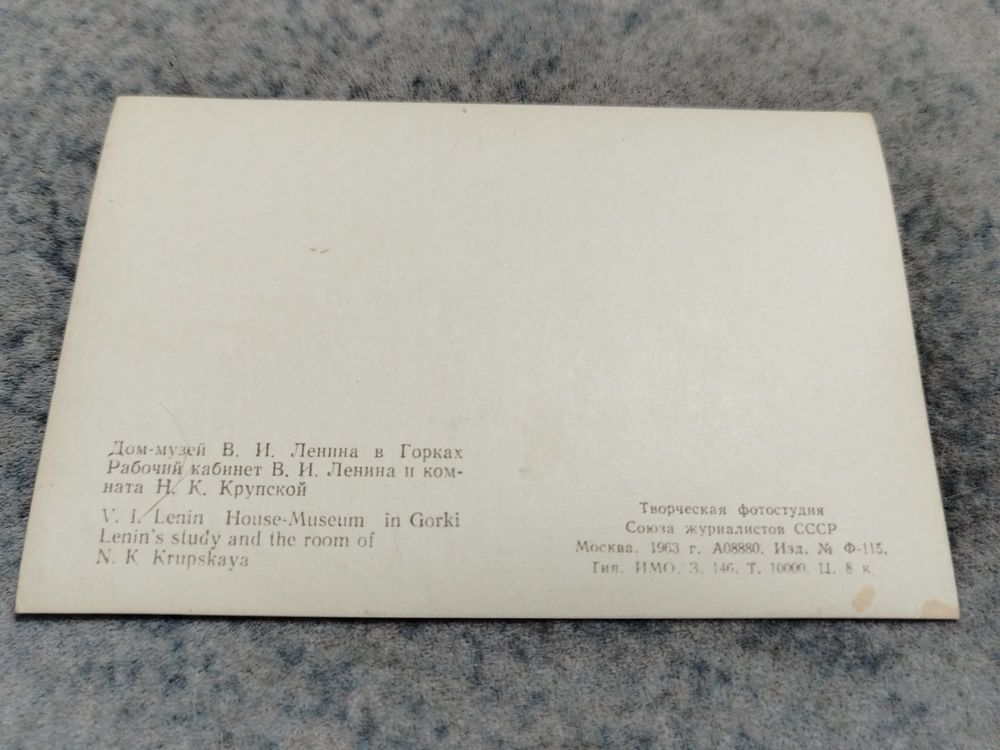 Дом-музей В. И. Ленина в Горках
Рабочий кабинет В. И. Ленина и ком-
ната Н. К. Крупской
V. I. Lenin House-Museum in Gorki
Lenin's study and the room of
N. K. Krupskaya
Творческая фотостудия
Союза журналистов СССР
Москва. 1963 г. А08880. Изд. № Ф-115.
Тип. ИМО. З. 146. Т. 10000. Ц. 8 к.